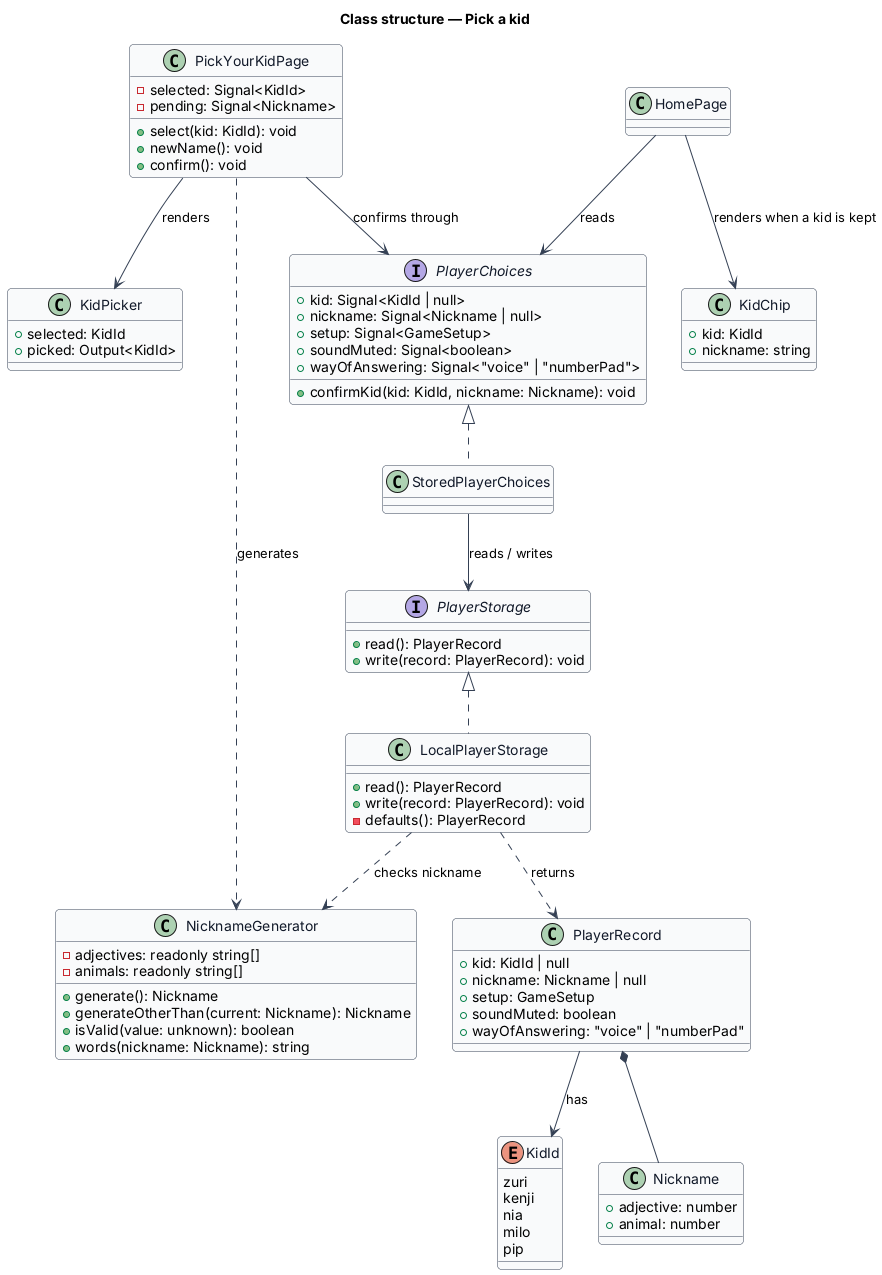 Class structure — Pick a kid
C PickYourKidPage
selected: Signal<KidId>
pending: Signal<Nickname>
select(kid: KidId): void
newName(): void
confirm(): void
C HomePage
renders
confirms through
reads
renders when a kid is kept
C KidPicker
selected: KidId
picked: Output<KidId>
I PlayerChoices
kid: Signal<KidId | null>
nickname: Signal<Nickname | null>
setup: Signal<GameSetup>
soundMuted: Signal<boolean>
wayOfAnswering: Signal<"voice" | "numberPad">
confirmKid(kid: KidId, nickname: Nickname): void
C KidChip
kid: KidId
nickname: string
C StoredPlayerChoices
generates
reads / writes
I PlayerStorage
read(): PlayerRecord
write(record: PlayerRecord): void
C LocalPlayerStorage
read(): PlayerRecord
write(record: PlayerRecord): void
defaults(): PlayerRecord
checks nickname
returns
C NicknameGenerator
adjectives: readonly string[]
animals: readonly string[]
generate(): Nickname
generateOtherThan(current: Nickname): Nickname
isValid(value: unknown): boolean
words(nickname: Nickname): string
C PlayerRecord
kid: KidId | null
nickname: Nickname | null
setup: GameSetup
soundMuted: boolean
wayOfAnswering: "voice" | "numberPad"
has
E KidId
zuri
kenji
nia
milo
pip
C Nickname
adjective: number
animal: number